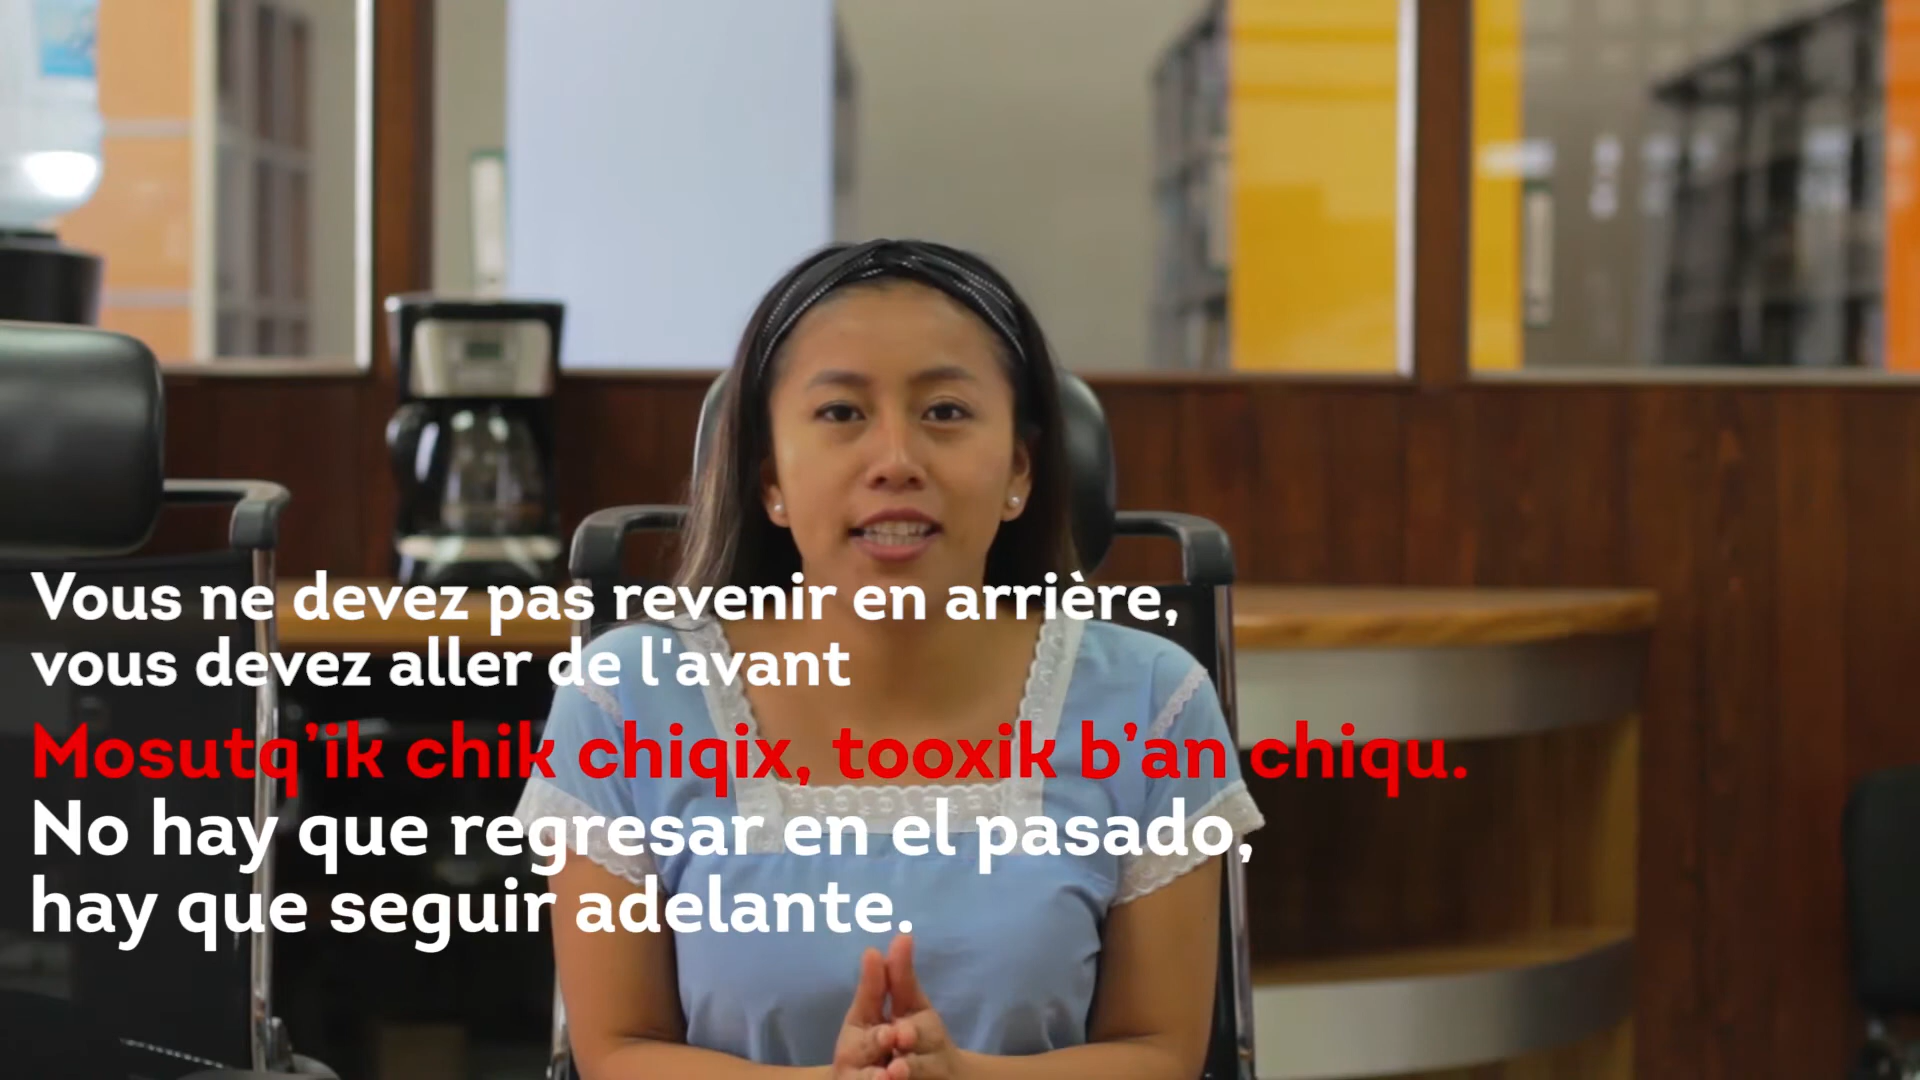 Vous ne devez pas revenir en arrière,
vous devez aller de l'avant
Mosutq’ik chik chiqix, tooxik b’an chiqu.
No hay que regresar en el pasado,
hay que seguir adelante.